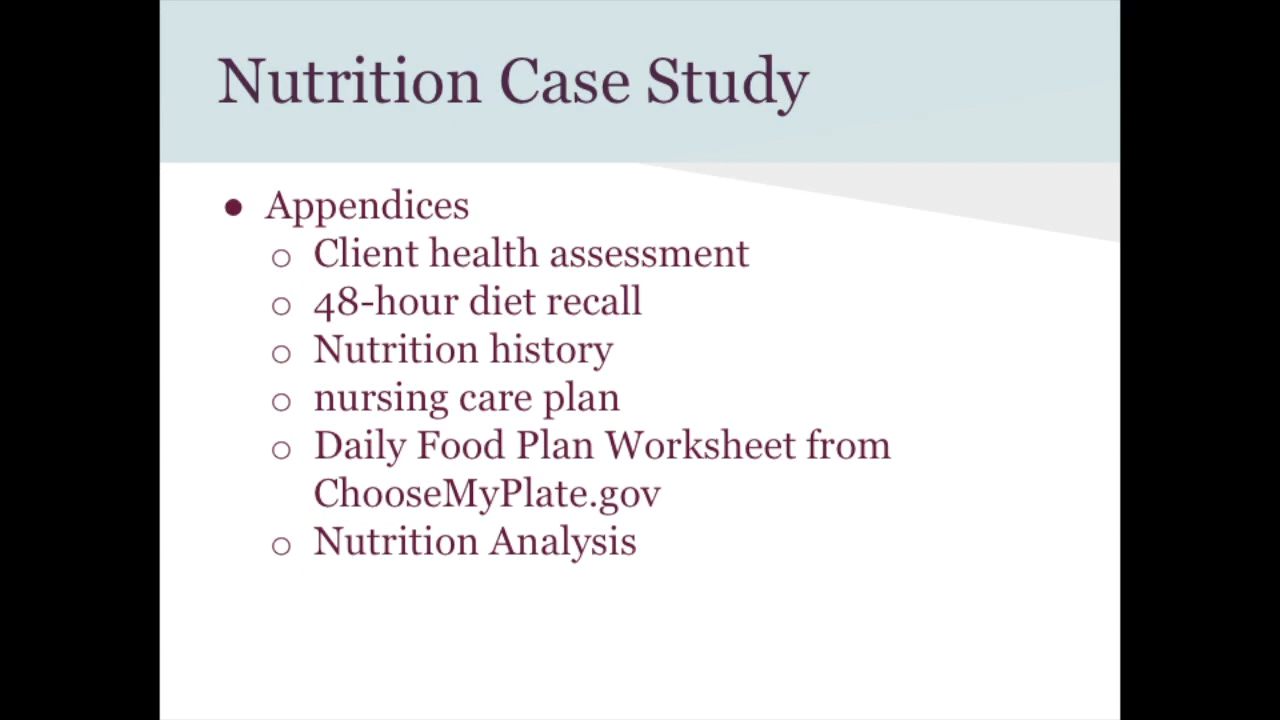 Nutrition Case Study
● Appendices
○ Client health assessment
○ 48-hour diet recall
○ Nutrition history
○ nursing care plan
○ Daily Food Plan Worksheet from
ChooseMyPlate.gov
○ Nutrition Analysis